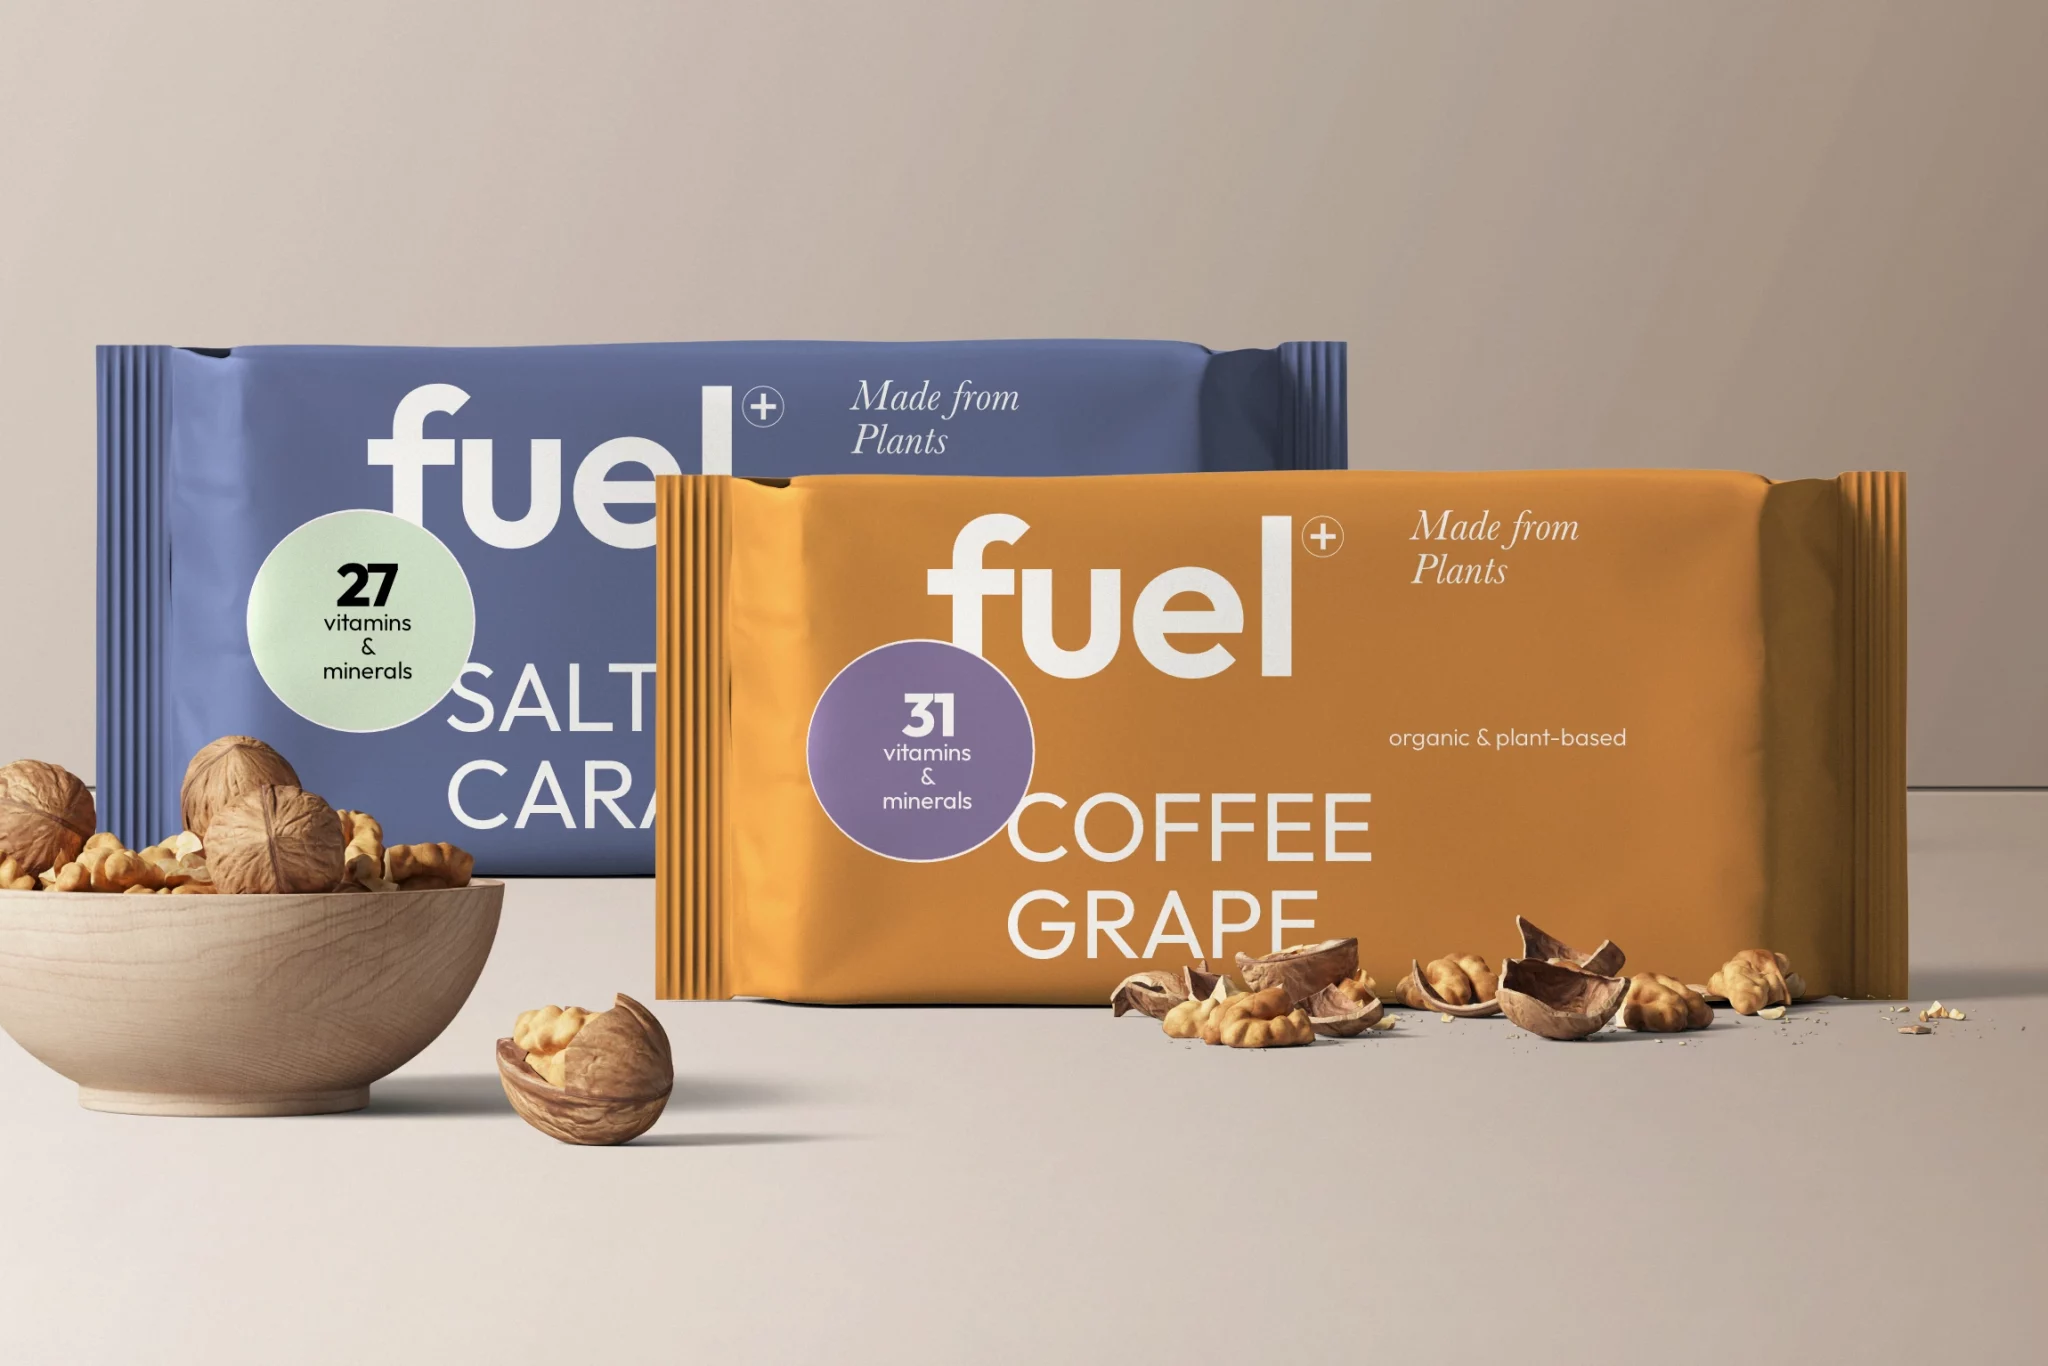 fuel+
Made from
Plants
27
vitamins
&
minerals
SALT
CARA
fuel+
Made from
Plants
31
vitamins
&
minerals
organic & plant-based
COFFEE
GRAPE